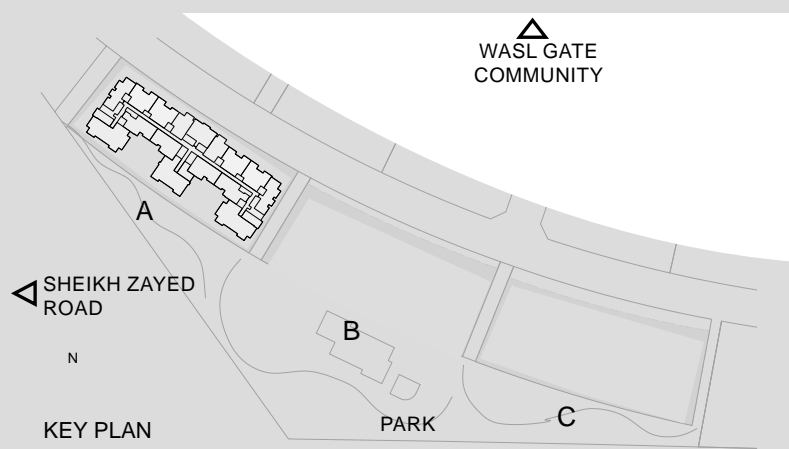 WASL GATE
COMMUNITY
A
SHEIKH ZAYED
ROAD
B
N
C
PARK
KEY PLAN